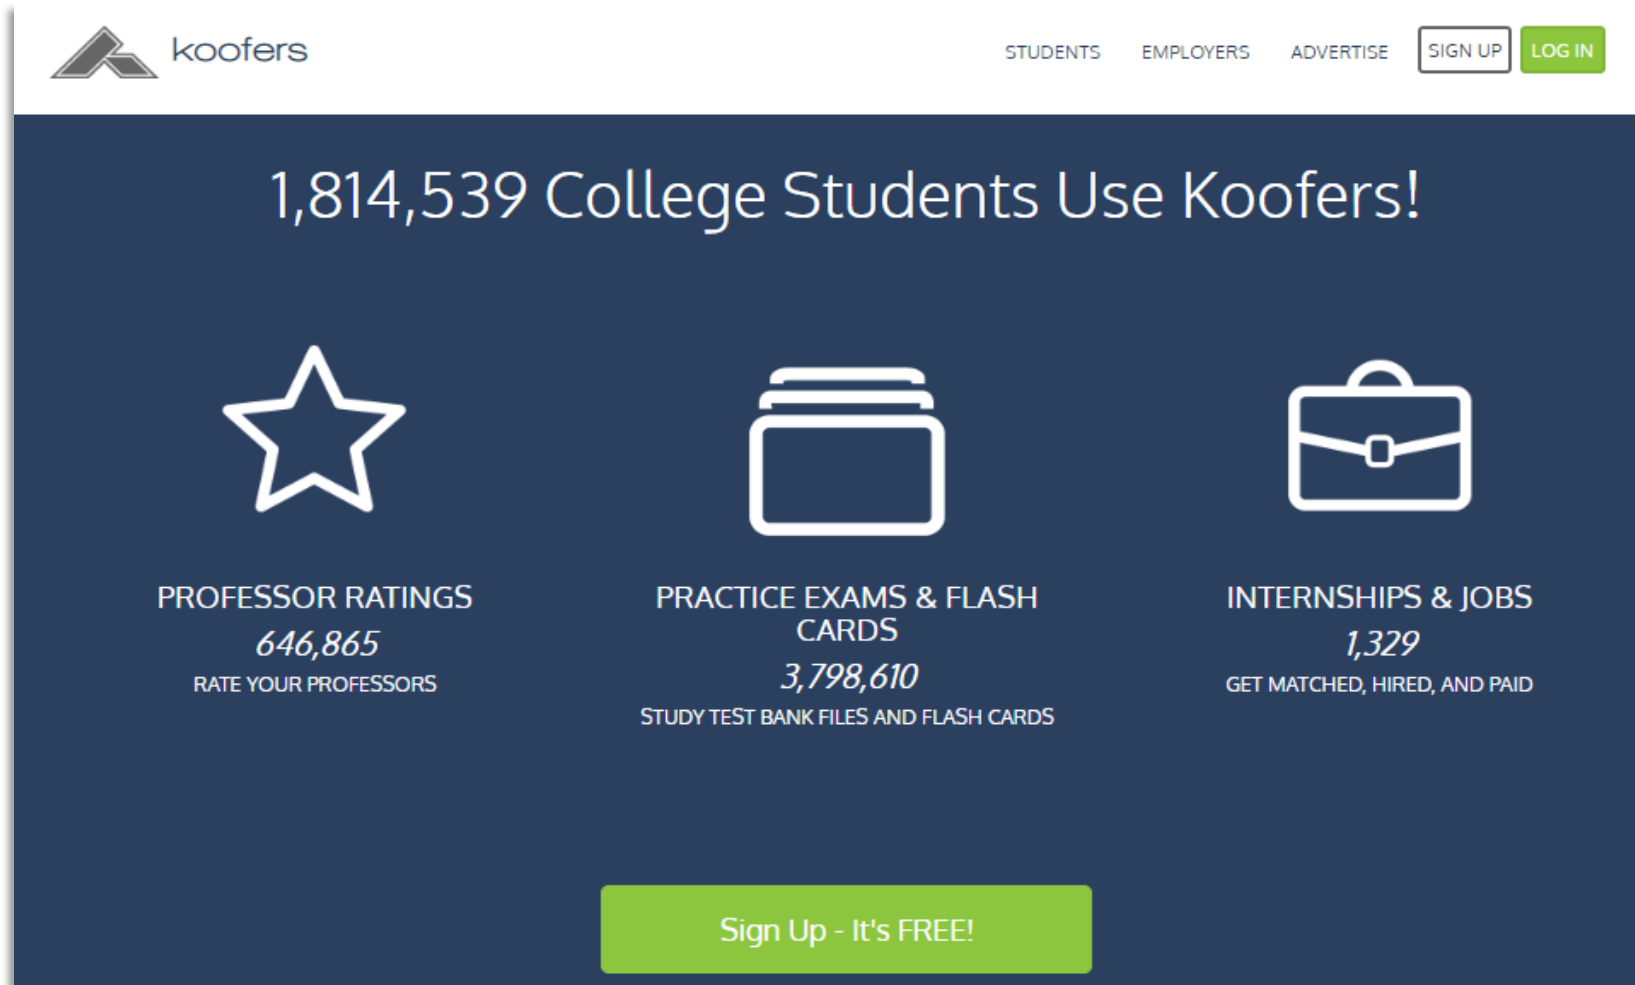 koofers
STUDENTS EMPLOYERS ADVERTISE SIGN UP LOG IN
1,814,539 College Students Use Koofers!
PROFESSOR RATINGS
646,865
RATE YOUR PROFESSORS
PRACTICE EXAMS & FLASH
CARDS
3,798,610
STUDY TEST BANK FILES AND FLASH CARDS
INTERNSHIPS & JOBS
1,329
GET MATCHED, HIRED, AND PAID
Sign Up - It's FREE!